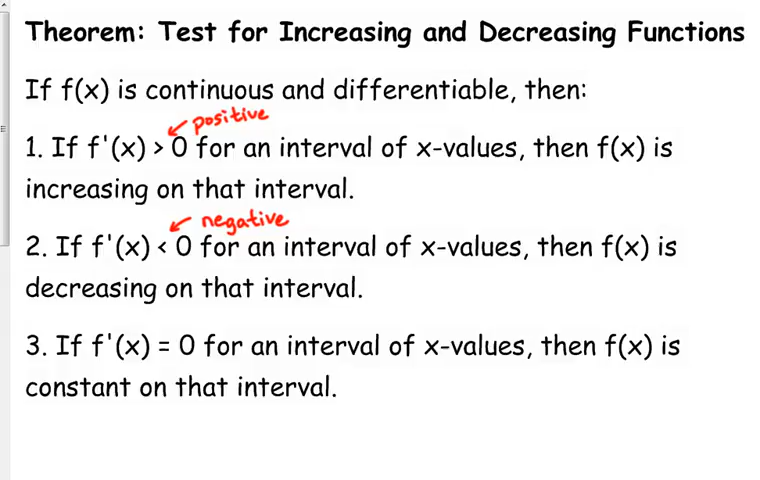 Theorem: Test for Increasing and Decreasing Functions
If f(x) is continuous and differentiable, then:
positive
1. If f'(x) > 0 for an interval of x-values, then f(x) is
increasing on that interval.
negative
2. If f'(x) < 0 for an interval of x-values, then f(x) is
decreasing on that interval.
3. If f'(x) = 0 for an interval of x-values, then f(x) is
constant on that interval.